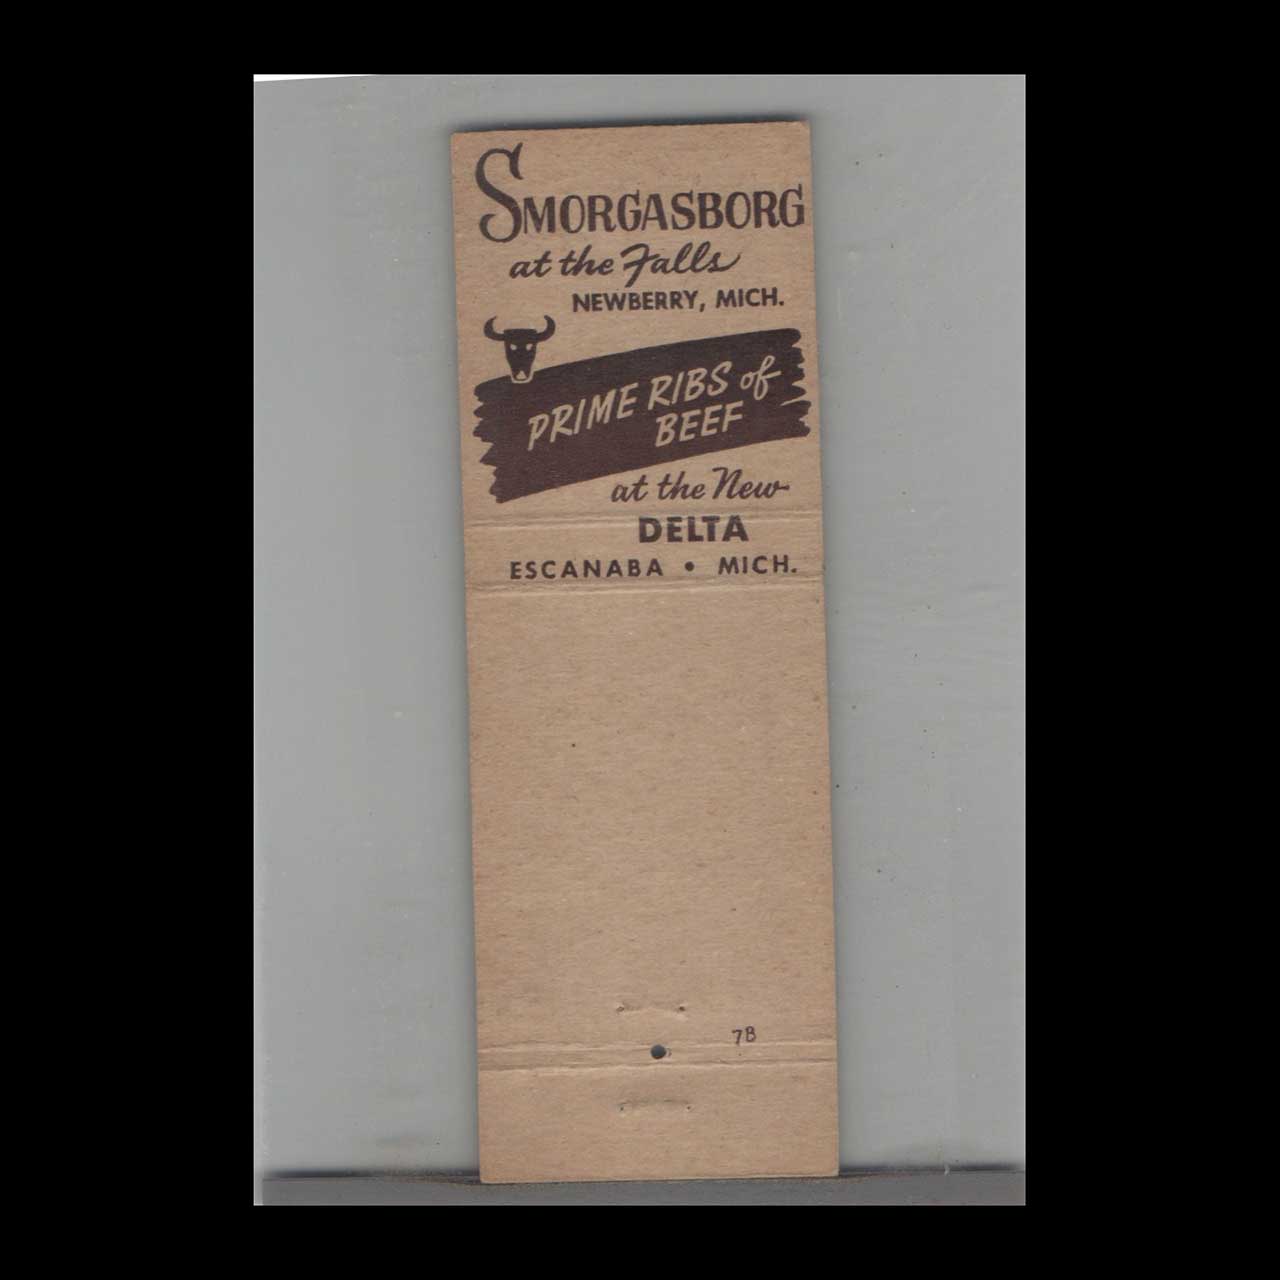 SMORGASBORG
at the Falls
NEWBERRY, MICH.
PRIME RIBS of
BEEF
at the New
DELTA
ESCANABA • MICH.
7B